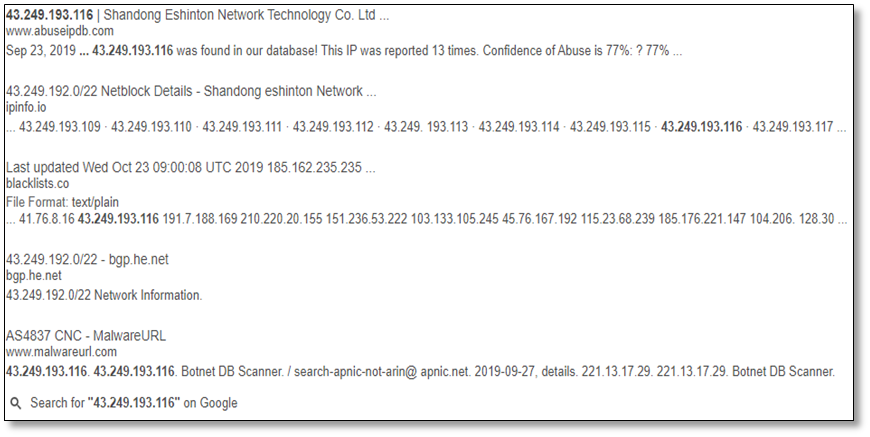 43.249.193.116 | Shandong Eshinton Network Technology Co. Ltd ...
www.abuseipdb.com
Sep 23, 2019 ... 43.249.193.116 was found in our database! This IP was reported 13 times. Confidence of Abuse is 77%: ? 77% ...
43.249.192.0/22 Netblock Details - Shandong eshinton Network ...
ipinfo.io
... 43.249.193.109 · 43.249.193.110 · 43.249.193.111 · 43.249.193.112 · 43.249. 193.113 · 43.249.193.114 · 43.249.193.115 · 43.249.193.116 · 43.249.193.117 ...
Last updated Wed Oct 23 09:00:08 UTC 2019 185.162.235.235 ...
blacklists.co
File Format: text/plain
... 41.76.8.16 43.249.193.116 191.7.188.169 210.220.20.155 151.236.53.222 103.133.105.245 45.76.167.192 115.23.68.239 185.176.221.147 104.206. 128.30 ...
43.249.192.0/22 - bgp.he.net
bgp.he.net
43.249.192.0/22 Network Information.
AS4837 CNC - MalwareURL
www.malwareurl.com
43.249.193.116. 43.249.193.116. Botnet DB Scanner. / search-apnic-not-arin@ apnic.net. 2019-09-27, details. 221.13.17.29. 221.13.17.29. Botnet DB Scanner.
Search for "43.249.193.116" on Google